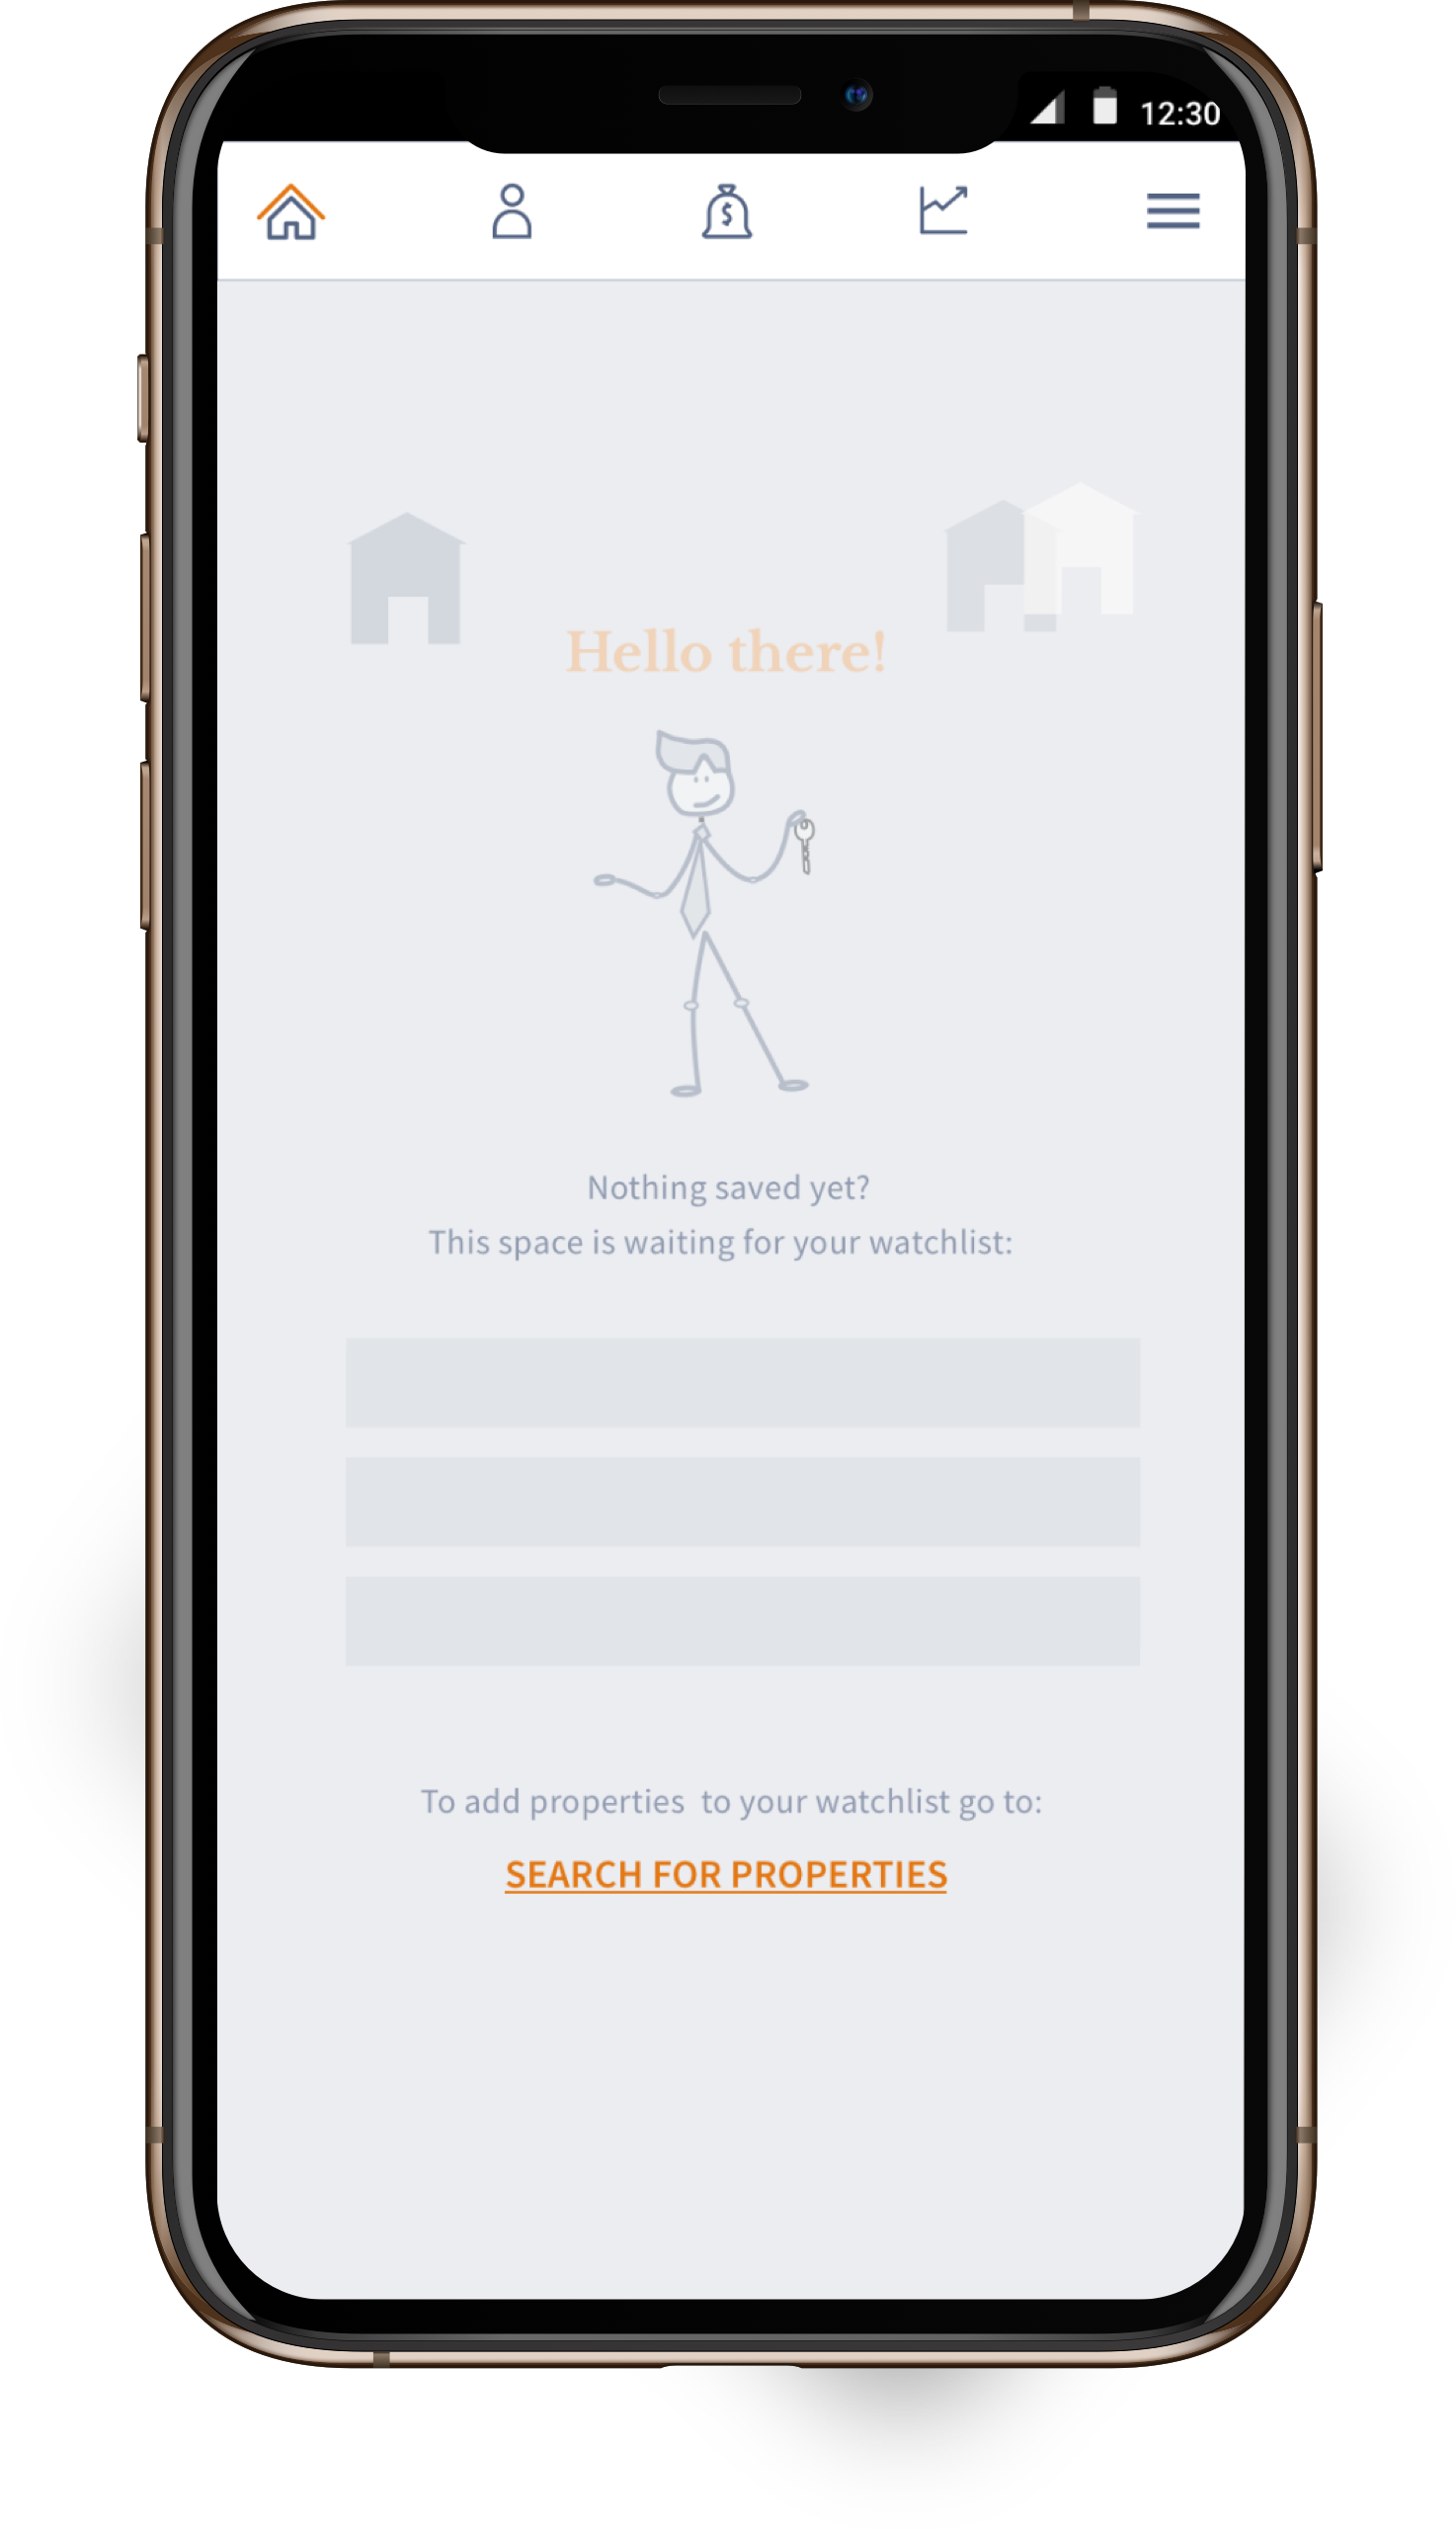 12:30
$
Hello there!
Nothing saved yet?
This space is waiting for your watchlist:
To add properties  to your watchlist go to:
SEARCH FOR PROPERTIES